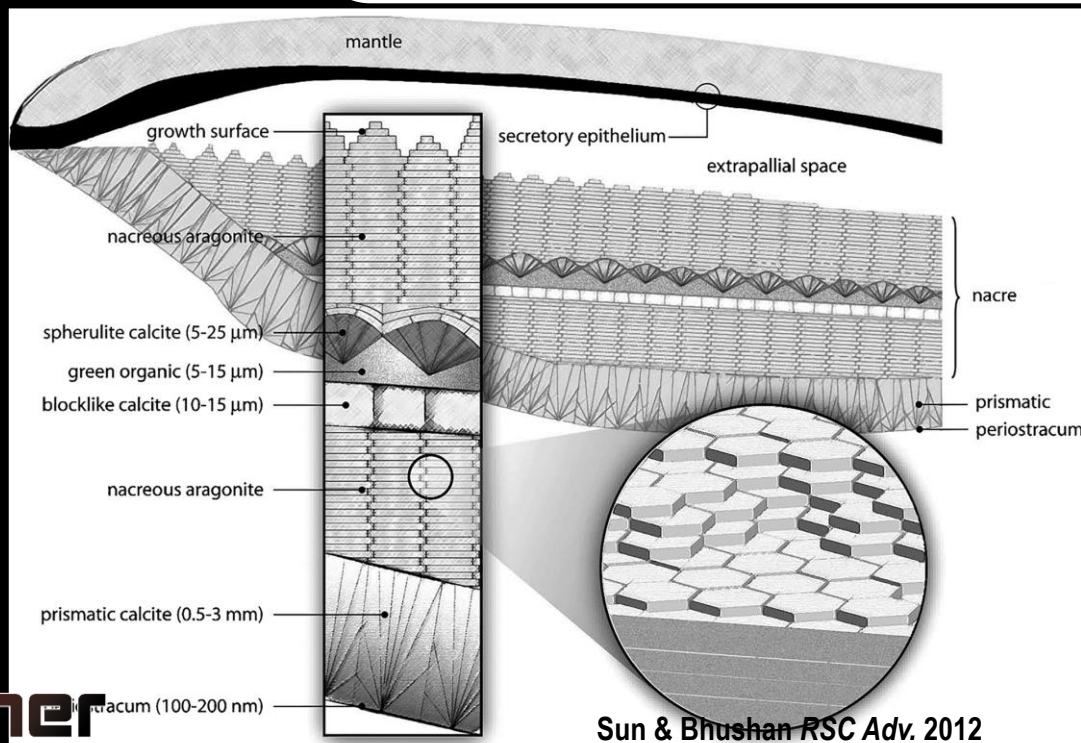 mantle
growth surface
secretory epithelium
extrapallial space
nacreous aragonite
nacre
spherulite calcite (5-25 μm)
green organic (5-15 μm)
blocklike calcite (10-15 μm)
prismatic
periostracum
nacreous aragonite
prismatic calcite (0.5-3 mm)
(100-200 nm)
Sun & Bhushan RSC Adv. 2012